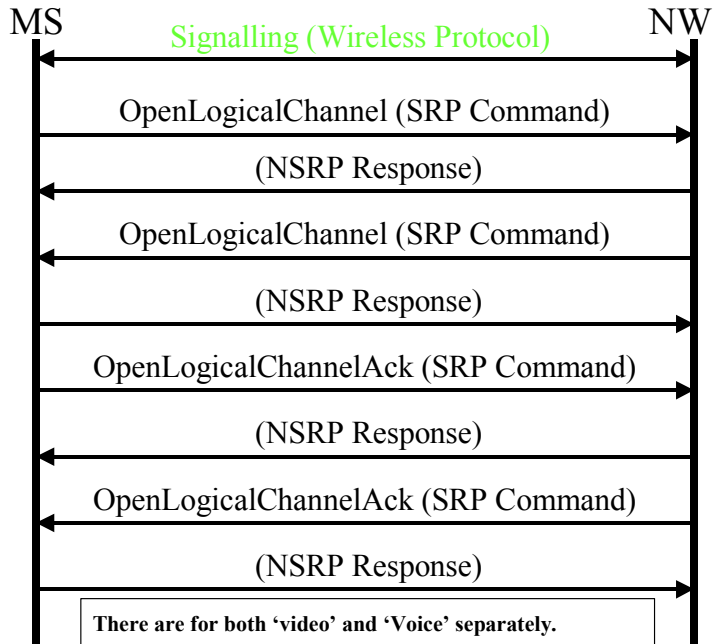 MS
NW
Signalling (Wireless Protocol)
OpenLogicalChannel (SRP Command)
(NSRP Response)
OpenLogicalChannel (SRP Command)
(NSRP Response)
OpenLogicalChannelAck (SRP Command)
(NSRP Response)
OpenLogicalChannelAck (SRP Command)
(NSRP Response)
There are for both ‘video’ and ‘Voice’ separately.